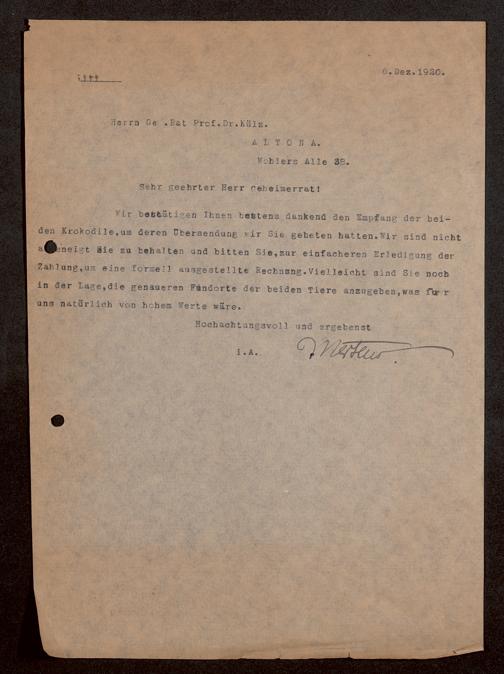 6.Dez.1920.
Herrn Ge .Rat Prof.Dr.Külz.
A L T O N A.
Wohlers Alle 38.
Sehr geehrter Herr Geheimerrat!
Wir bestätigen Ihnen bestens dankend den Empfang der bei-
den Krokodile,um deren Übersendung wir Sie gebeten hatten.Wir sind nicht
abgeneigt Sie zu behalten und bitten Sie,zur einfacheren Erledigung der
Zahlung,um eine formell ausgestellte Rechnung.Vielleicht sind Sie noch
in der Lage,die genaueren Fundorte der beiden Tiere anzugeben,was fuer
uns natürlich von hohem Werte wäre.
Hochachtungsvoll und ergebenst
i.A. Mertens.